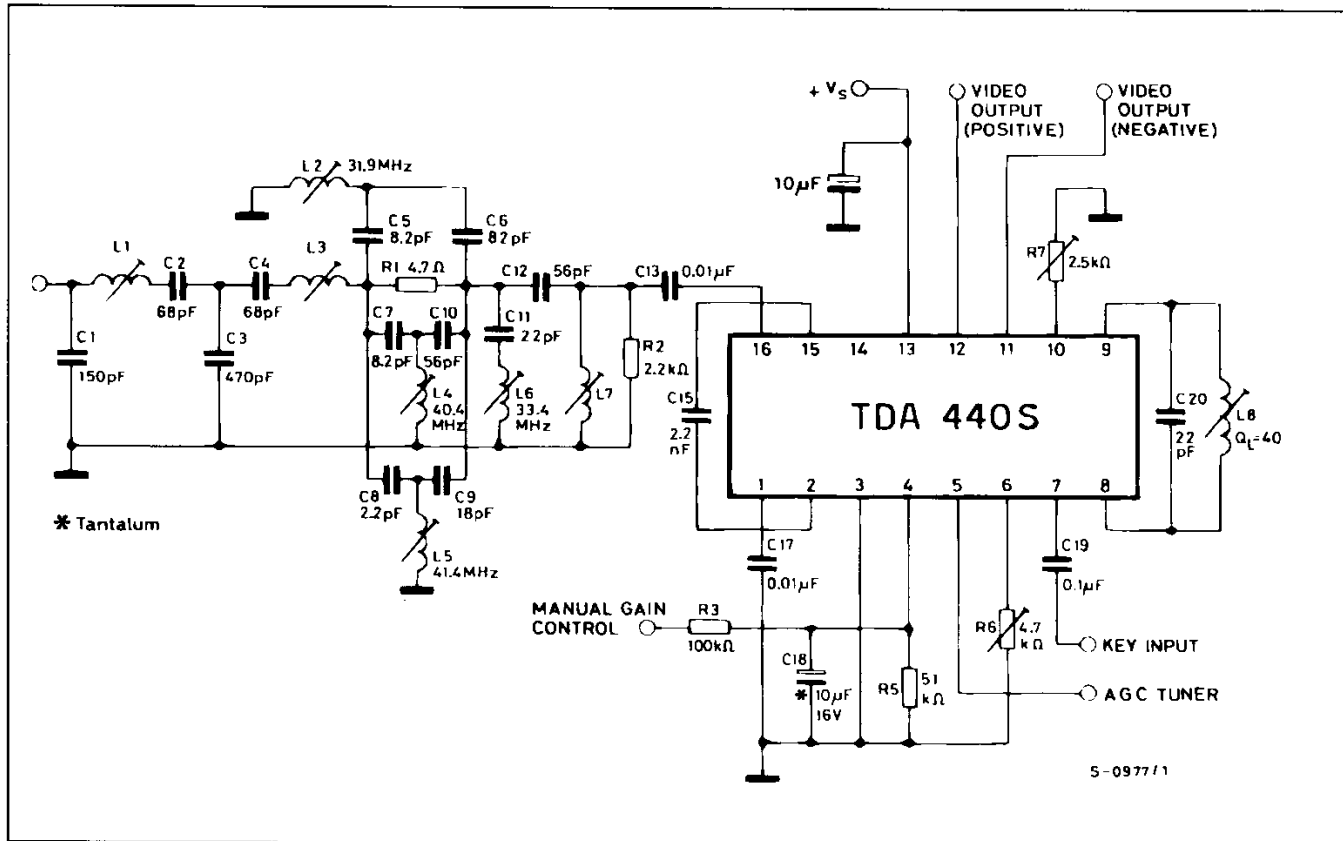 + VS
VIDEO
OUTPUT
(POSITIVE)
VIDEO
OUTPUT
(NEGATIVE)
L2
31.9MHz
10µF
C5
8.2pF
C6
82pF
R7
2.5kΩ
L1
C2
68pF
C4
68pF
L3
R1
4.7Ω
C12
56pF
C13
0.01µF
C1
150pF
C3
470pF
C7
8.2pF
C10
56pF
C11
22pF
L4
40.4
MHz
L6
33.4
MHz
L7
R2
2.2kΩ
16 15 14 13 12 11 10 9
TDA 440S
1 2 3 4 5 6 7 8
C15
2.2
nF
C20
22
pF
L8
QL=40
C8
2.2pF
C9
18pF
L5
41.4MHz
* Tantalum
C17
0.01µF
C19
0.1µF
MANUAL GAIN
CONTROL
R3
100kΩ
C18
* 10µF
16V
R5
51
kΩ
R6
4.7
kΩ
KEY INPUT
AGC TUNER
S-0977/1